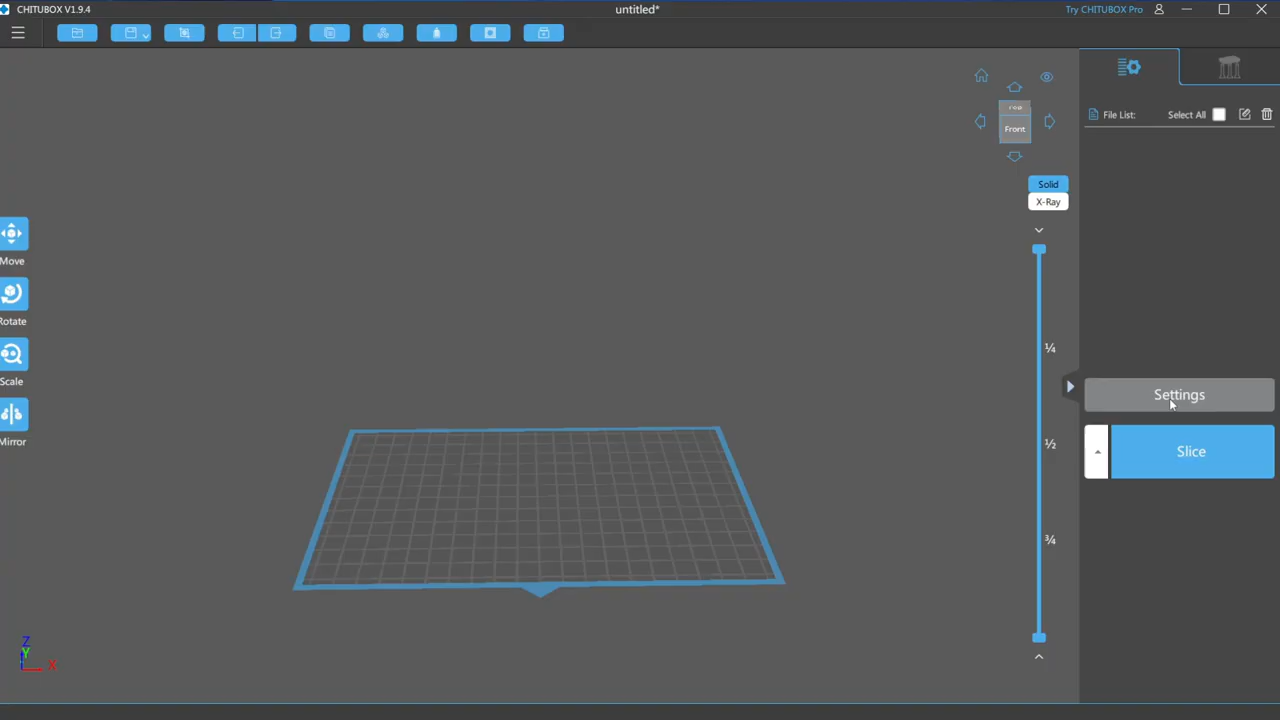 CHITUBOX V1.9.4
untitled*
Try CHITUBOX Pro
Top
Front
File List:
Select All
Solid
X-Ray
Move
Rotate
Scale
Mirror
¼
½
¾
Settings
Slice
Z
Y
X